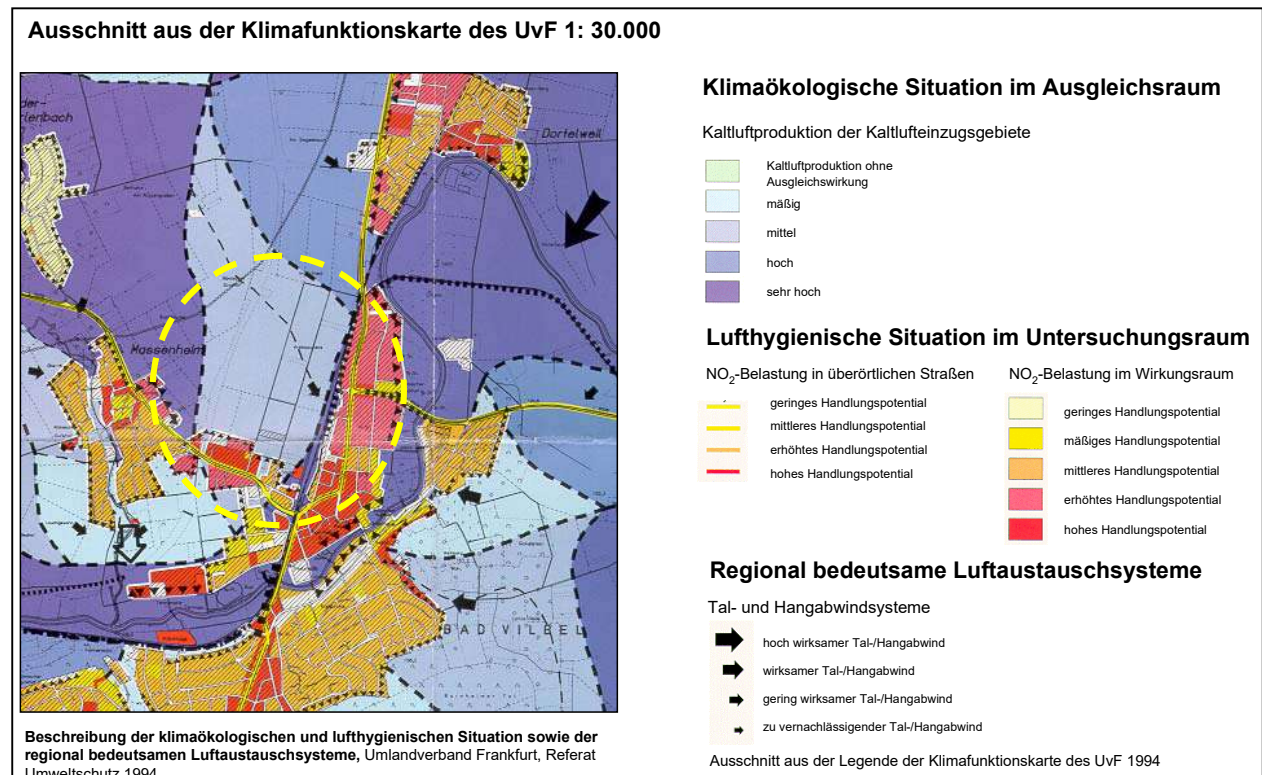 Ausschnitt aus der Klimafunktionskarte des UvF 1: 30.000
der-
rlenbach
Dortelweil
Massenheim
BAD VILBEL
Beschreibung der klimaökologischen und lufthygienischen Situation sowie der
regional bedeutsamen Luftaustauschsysteme, Umlandverband Frankfurt, Referat
Umweltschutz 1994
Klimaökologische Situation im Ausgleichsraum
Kaltluftproduktion der Kaltlufteinzugsgebiete
Kaltluftproduktion ohne
Ausgleichswirkung
mäßig
mittel
hoch
sehr hoch
Lufthygienische Situation im Untersuchungsraum
NO2-Belastung in überörtlichen Straßen
geringes Handlungspotential
mittleres Handlungspotential
erhöhtes Handlungspotential
hohes Handlungspotential
NO2-Belastung im Wirkungsraum
geringes Handlungspotential
mäßiges Handlungspotential
mittleres Handlungspotential
erhöhtes Handlungspotential
hohes Handlungspotential
Regional bedeutsame Luftaustauschsysteme
Tal- und Hangabwindsysteme
hoch wirksamer Tal-/Hangabwind
wirksamer Tal-/Hangabwind
gering wirksamer Tal-/Hangabwind
zu vernachlässigender Tal-/Hangabwind
Ausschnitt aus der Legende der Klimafunktionskarte des UvF 1994